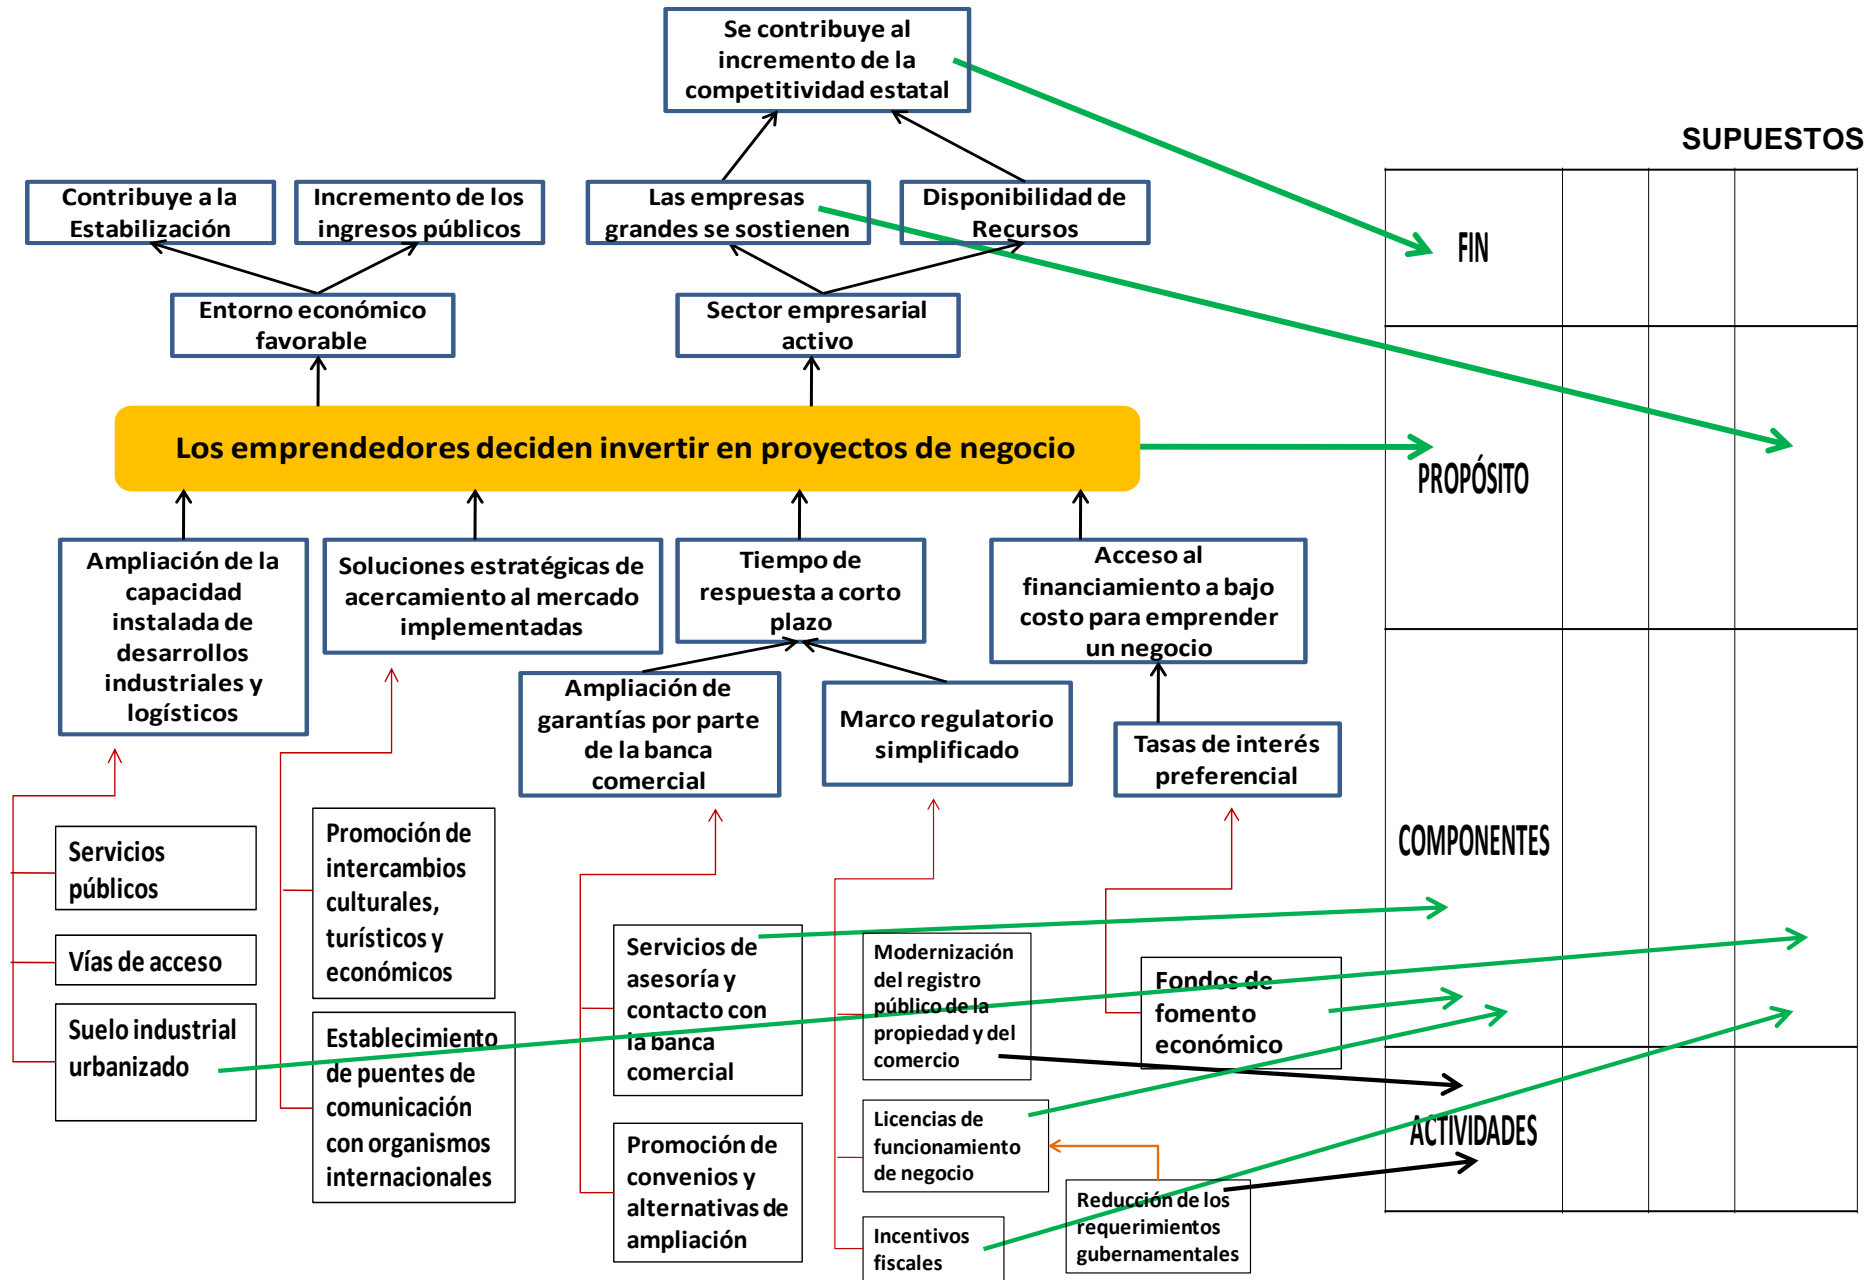 Se contribuye al
incremento de la
competitividad estatal
SUPUESTOS
Contribuye a la
Estabilización
Incremento de los
ingresos públicos
Las empresas
grandes se sostienen
Disponibilidad de
Recursos
FIN
Entorno económico
favorable
Sector empresarial
activo
Los emprendedores deciden invertir en proyectos de negocio
PROPÓSITO
Ampliación de la
capacidad
instalada de
desarrollos
industriales y
logísticos
Soluciones estratégicas de
acercamiento al mercado
implementadas
Tiempo de
respuesta a corto
plazo
Acceso al
financiamiento a bajo
costo para emprender
un negocio
Ampliación de
garantías por parte
de la banca
comercial
Marco regulatorio
simplificado
Tasas de interés
preferencial
COMPONENTES
Servicios
públicos
Vías de acceso
Suelo industrial
urbanizado
Promoción de
intercambios
culturales,
turísticos y
económicos
Establecimiento
de puentes de
comunicación
con organismos
internacionales
Servicios de
asesoría y
contacto con
la banca
comercial
Promoción de
convenios y
alternativas de
ampliación
Modernización
del registro
público de la
propiedad y del
comercio
Licencias de
funcionamiento
de negocio
Incentivos
fiscales
Fondos de
fomento
económico
Reducción de los
requerimientos
gubernamentales
ACTIVIDADES